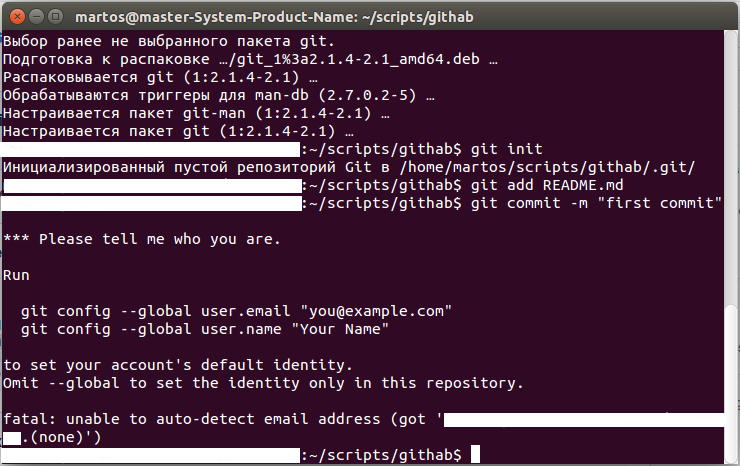 martos@master-System-Product-Name: ~/scripts/githab
Выбор ранее не выбранного пакета git.
Подготовка к распаковке …/git_1%3a2.1.4-2.1_amd64.deb …
Распаковывается git (1:2.1.4-2.1) …
Обрабатываются триггеры для man-db (2.7.0.2-5) …
Настраивается пакет git-man (1:2.1.4-2.1) …
Настраивается пакет git (1:2.1.4-2.1) …
:~/scripts/githab$ git init
Инициализированный пустой репозиторий Git в /home/martos/scripts/githab/.git/
:~/scripts/githab$ git add README.md
:~/scripts/githab$ git commit -m "first commit"
*** Please tell me who you are.
Run
git config --global user.email "you@example.com"
git config --global user.name "Your Name"
to set your account's default identity.
Omit --global to set the identity only in this repository.
fatal: unable to auto-detect email address (got '
.(none)')
:~/scripts/githab$